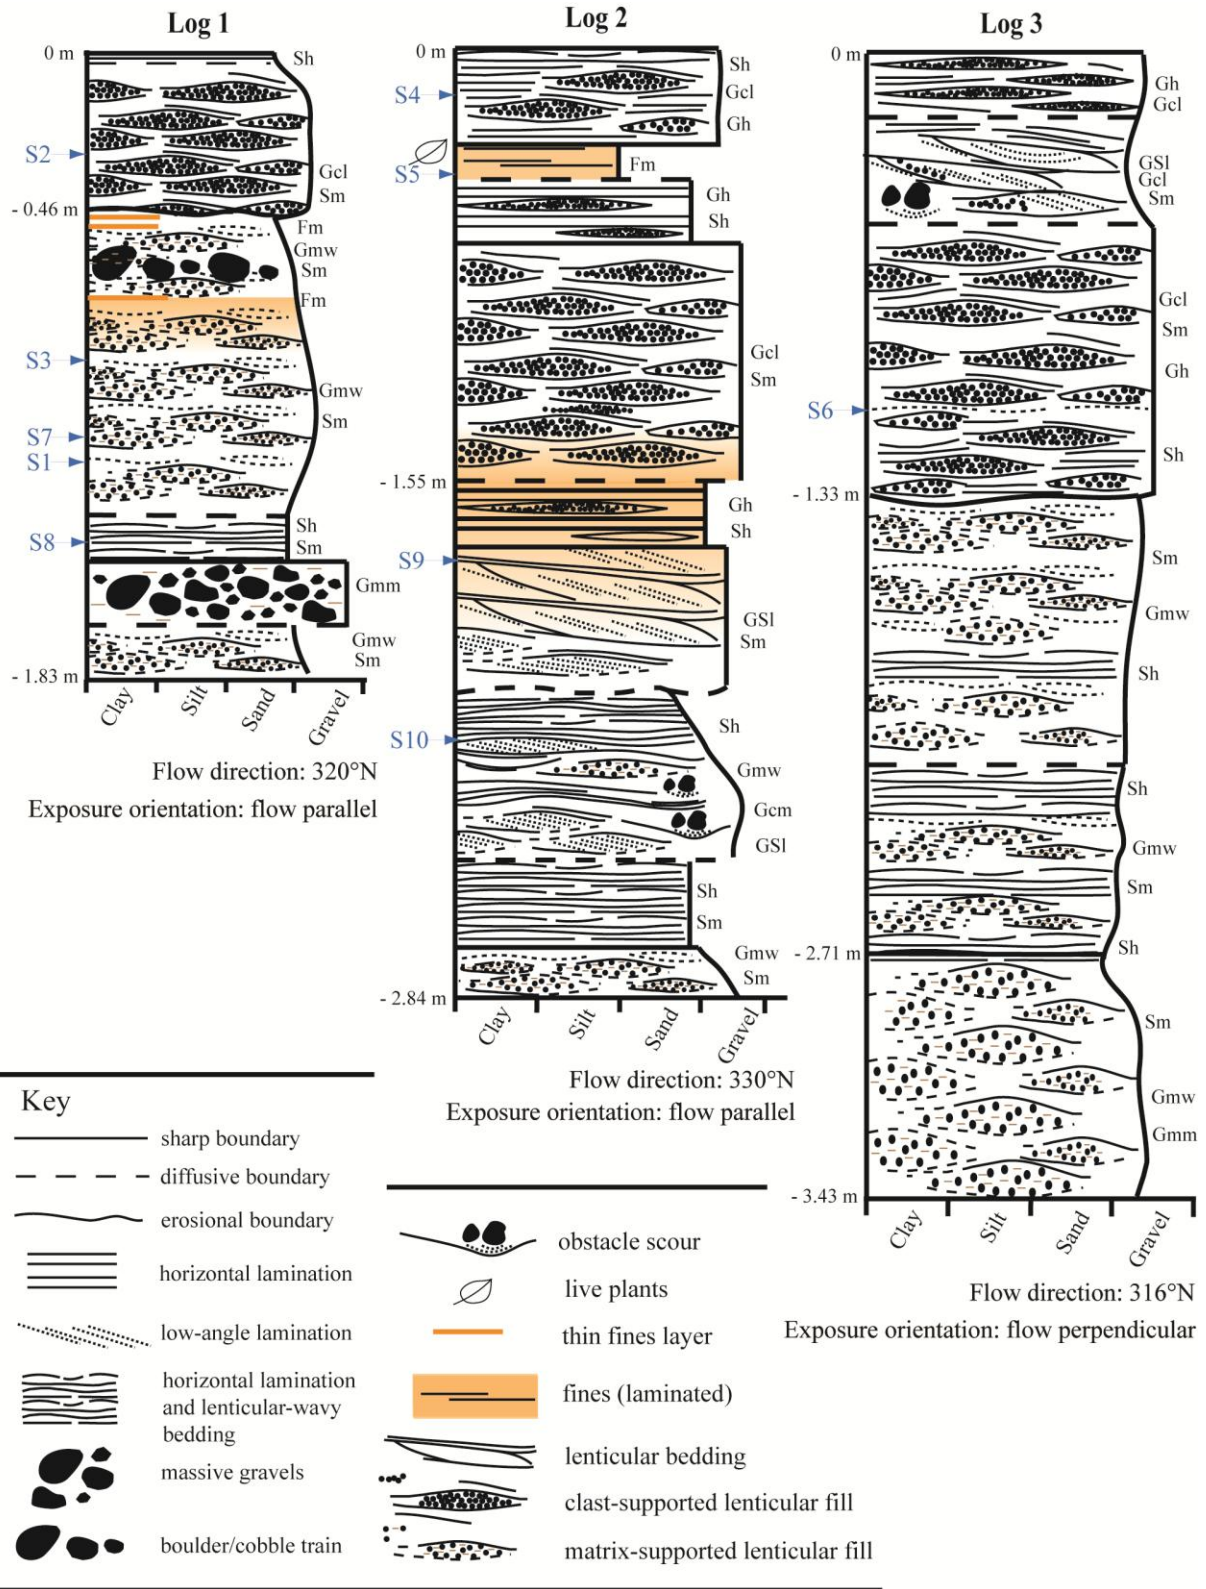 Log 1
0 m
Sh
S2
Gcl
Sm
- 0.46 m
Fm
Gmw
Sm
Fm
S3
Gmw
Sm
S7
S1
Sh
S8
Sm
Gmm
Gmw
Sm
- 1.83 m
Clay
Silt
Sand
Gravel
Flow direction: 320°N
Exposure orientation: flow parallel
Log 2
0 m
Sh
S4
Gcl
Gh
S5
Fm
Gh
Sh
Gcl
Sm
- 1.55 m
Gh
Sh
S9
GSl
Sm
Sh
S10
Gmw
Gcm
GSl
Sh
Sm
Gmw
Sm
- 2.84 m
Clay
Silt
Sand
Gravel
Flow direction: 330°N
Exposure orientation: flow parallel
Log 3
0 m
Gh
Gcl
GSl
Gcl
Sm
Gcl
Sm
Gh
S6
Sh
- 1.33 m
Sm
Gmw
Sh
Sh
Gmw
Sm
Sh
- 2.71 m
Sm
Gmw
Gmm
- 3.43 m
Clay
Silt
Sand
Gravel
Flow direction: 316°N
Exposure orientation: flow perpendicular
Key
sharp boundary
diffusive boundary
erosional boundary
horizontal lamination
low-angle lamination
horizontal lamination
and lenticular-wavy
bedding
massive gravels
boulder/cobble train
obstacle scour
live plants
thin fines layer
fines (laminated)
lenticular bedding
clast-supported lenticular fill
matrix-supported lenticular fill